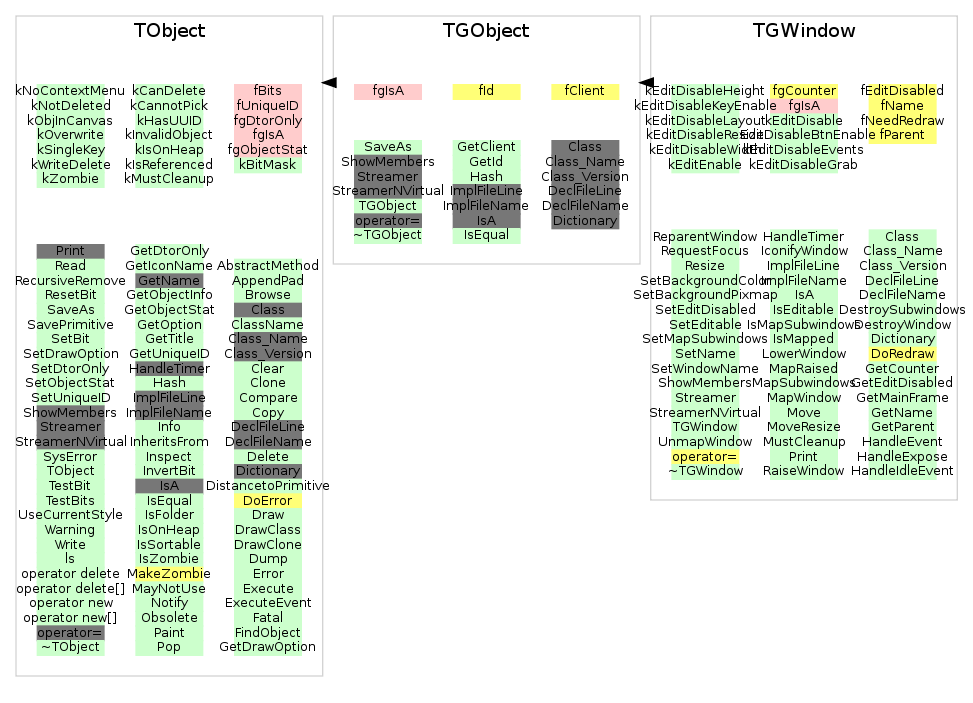 TObject
kNoContextMenu kCanDelete fBits
kNotDeleted kCannotPick fUniqueID
kObjInCanvas kHasUUID fgDtorOnly
kOverwrite kInvalidObject fgIsA
kSingleKey kIsOnHeap fgObjectStat
kWriteDelete kIsReferenced kBitMask
kZombie kMustCleanup
Print GetDtorOnly
Read GetIconName AbstractMethod
RecursiveRemove GetName AppendPad
ResetBit GetObjectInfo Browse
SaveAs GetObjectStat Class
SavePrimitive GetOption ClassName
SetBit GetTitle Class_Name
SetDrawOption GetUniqueID Class_Version
SetDtorOnly HandleTimer Clear
SetObjectStat Hash Clone
SetUniqueID ImplFileLine Compare
ShowMembers ImplFileName Copy
Streamer Info DeclFileLine
StreamerNVirtual InheritsFrom DeclFileName
SysError Inspect Delete
TObject InvertBit Dictionary
TestBit IsA DistancetoPrimitive
TestBits IsEqual DoError
UseCurrentStyle IsFolder Draw
Warning IsOnHeap DrawClass
Write IsSortable DrawClone
ls IsZombie Dump
operator delete MakeZombie Error
operator delete[] MayNotUse Execute
operator new Notify ExecuteEvent
operator new[] Obsolete Fatal
operator= Paint FindObject
~TObject Pop GetDrawOption
TGObject
fgIsA fId fClient
SaveAs GetClient Class
ShowMembers GetId Class_Name
Streamer Hash Class_Version
StreamerNVirtual ImplFileLine DeclFileLine
TGObject ImplFileName DeclFileName
operator= IsA Dictionary
~TGObject IsEqual
TGWindow
kEditDisableHeight fgCounter fEditDisabled
kEditDisableKeyEnable fgIsA fName
kEditDisableLayout kEditDisable fNeedRedraw
kEditDisableResize kEditDisableBtnEnable fParent
kEditDisableWidth kEditDisableEvents
kEditEnable kEditDisableGrab
ReparentWindow HandleTimer Class
RequestFocus IconifyWindow Class_Name
Resize ImplFileLine Class_Version
SetBackgroundColor ImplFileName DeclFileLine
SetBackgroundPixmap IsA DeclFileName
SetEditDisabled IsEditable DestroySubwindows
SetEditable IsMapSubwindows DestroyWindow
SetMapSubwindows IsMapped Dictionary
SetName LowerWindow DoRedraw
SetWindowName MapRaised GetCounter
ShowMembers MapSubwindows GetEditDisabled
Streamer MapWindow GetMainFrame
StreamerNVirtual Move GetName
TGWindow MoveResize GetParent
UnmapWindow MustCleanup HandleEvent
operator= Print HandleExpose
~TGWindow RaiseWindow HandleIdleEvent